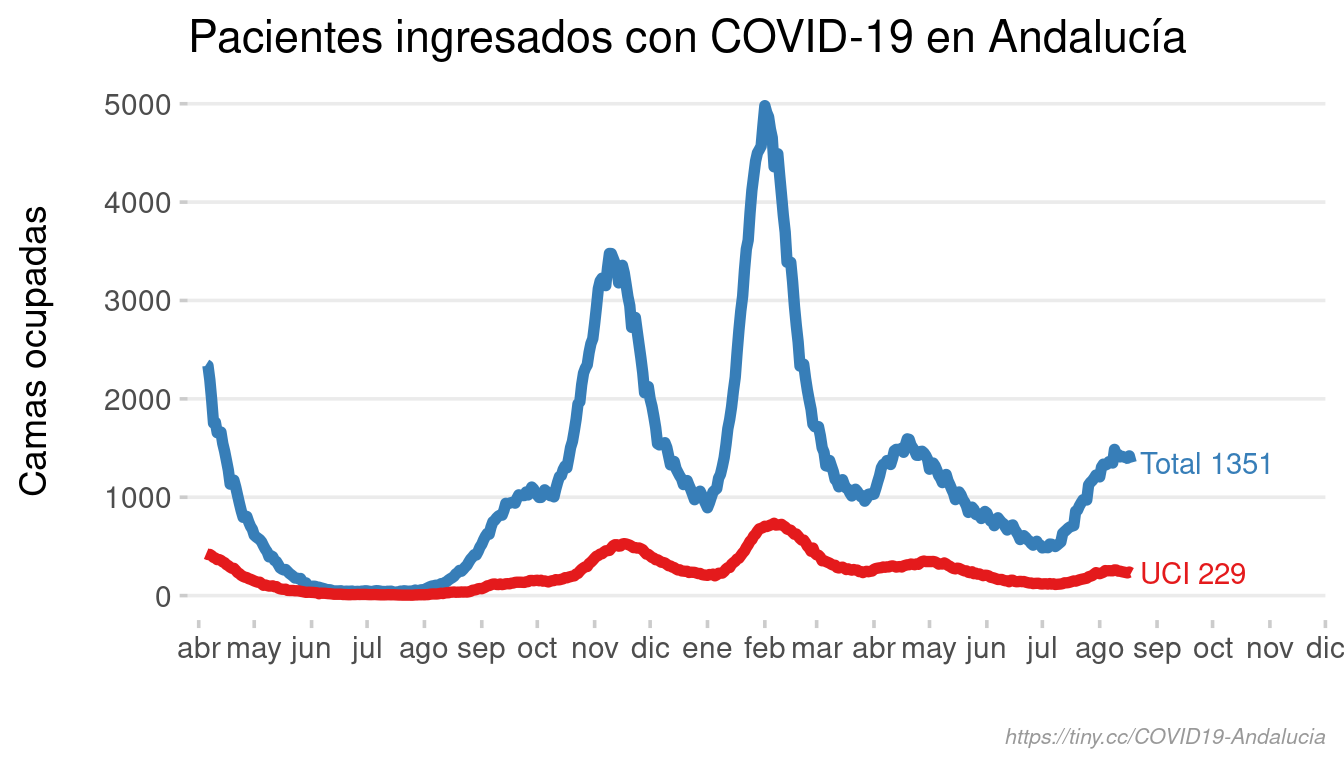 Pacientes ingresados con COVID-19 en Andalucía
Camas ocupadas
5000
4000
3000
2000
1000
0
Total 1351
UCI 229
abr may jun jul ago sep oct nov dic ene feb mar abr may jun jul ago sep oct nov dic
https://tiny.cc/COVID19-Andalucia